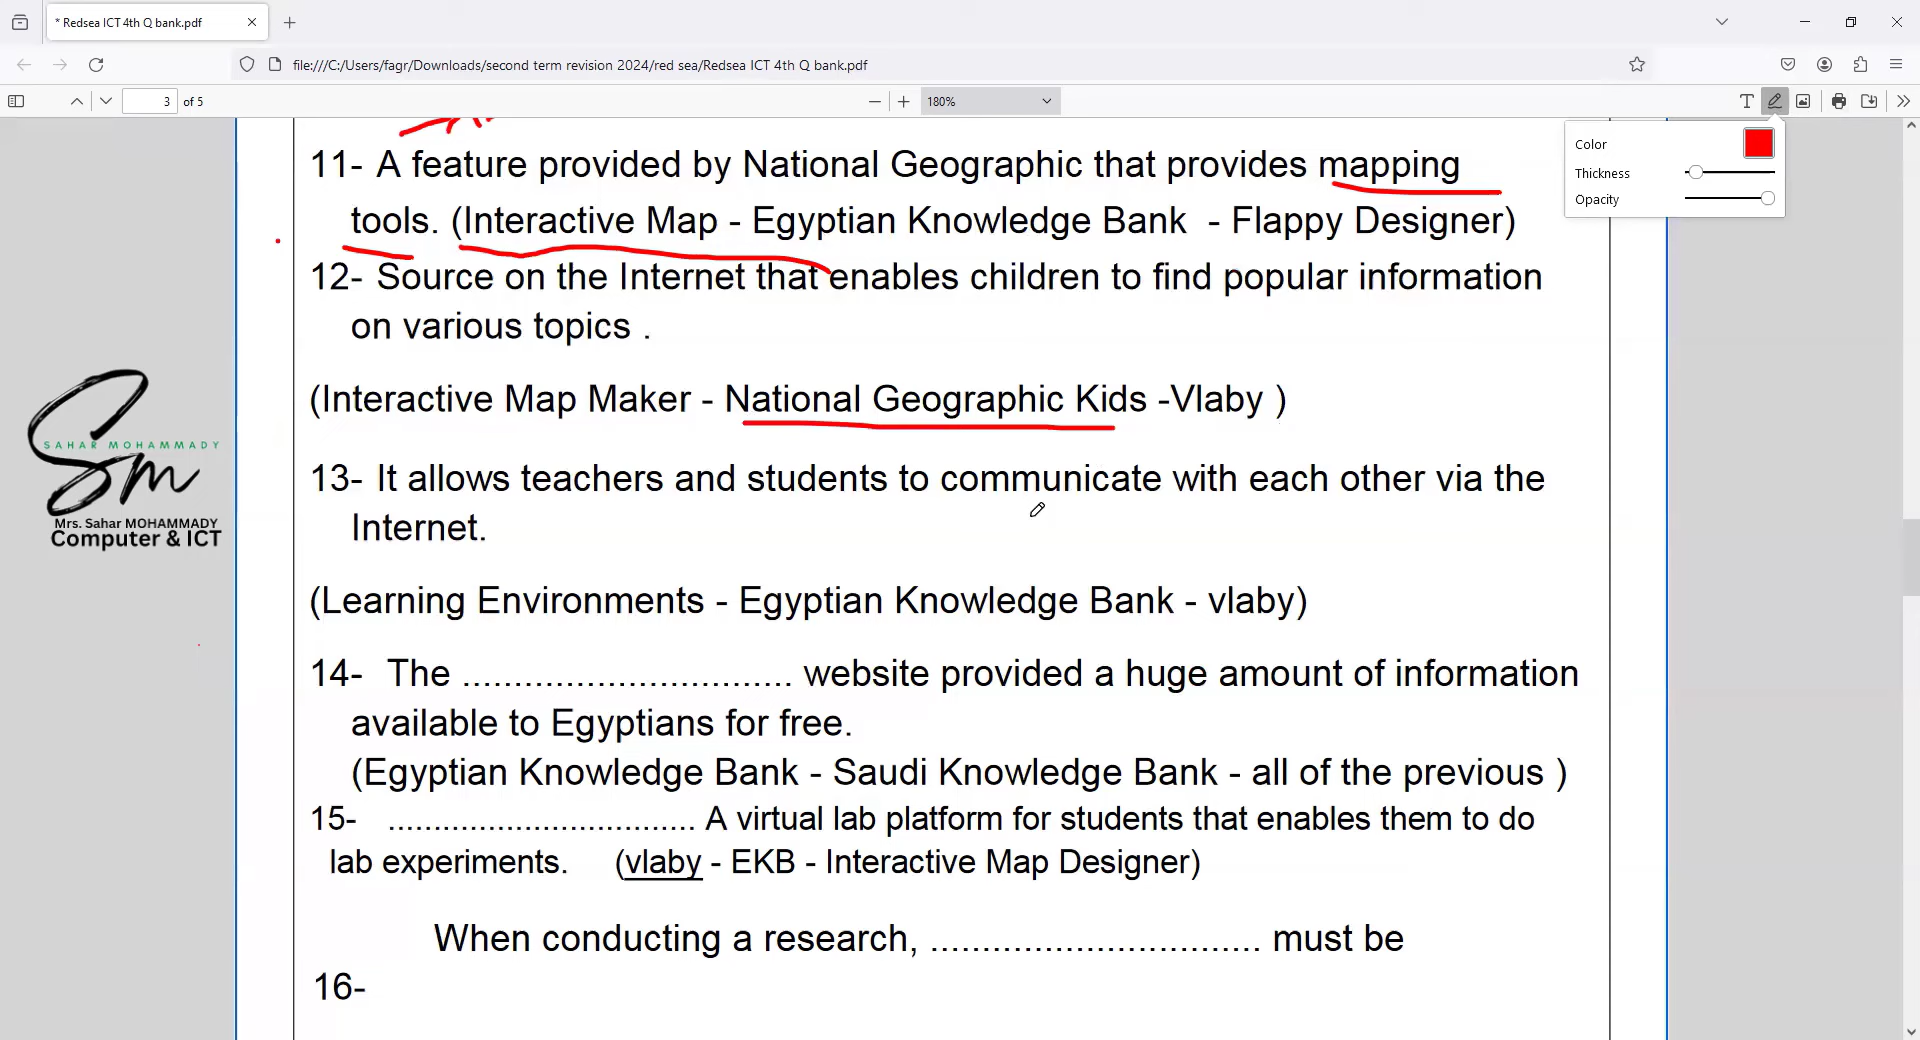 * Redsea ICT 4th Q bank.pdf
file:///C:/Users/fagr/Downloads/second term revision 2024/red sea/Redsea ICT 4th Q bank.pdf
3 of 5
180%
Color
Thickness
Opacity
11- A feature provided by National Geographic that provides mapping
tools. (Interactive Map - Egyptian Knowledge Bank - Flappy Designer)
12- Source on the Internet that enables children to find popular information
on various topics .
(Interactive Map Maker - National Geographic Kids -Vlaby )
13- It allows teachers and students to communicate with each other via the
Internet.
(Learning Environments - Egyptian Knowledge Bank - vlaby)
14- The ................................ website provided a huge amount of information
available to Egyptians for free.
(Egyptian Knowledge Bank - Saudi Knowledge Bank - all of the previous )
15- .................................. A virtual lab platform for students that enables them to do
lab experiments. (vlaby - EKB - Interactive Map Designer)
When conducting a research, ................................ must be
16-
SAHAR MOHAMMADY
Sm
Mrs. Sahar MOHAMMADY
Computer & ICT